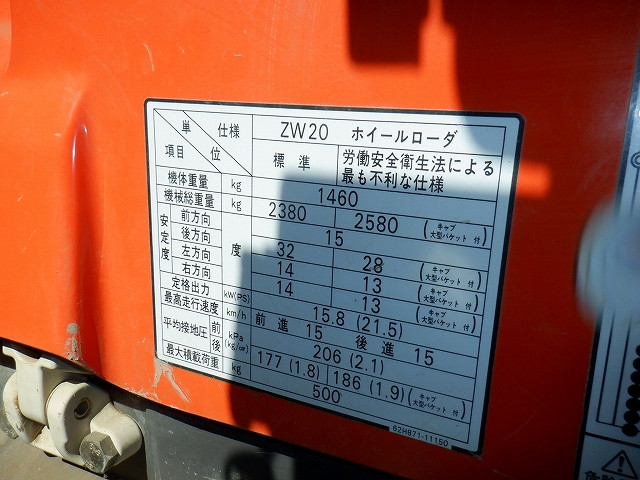 単 仕様 ZW20 ホイールローダ
項目 位 標準 労働安全衛生法による
最も不利な仕様
機体重量 kg 1460
機械総重量 kg 2380 2580 (キャブ 大型バケット 付)
安定度 前方向 度 15
後方向 32 28 (キャブ 大型バケット 付)
左方向 14 13 (キャブ 大型バケット 付)
右方向 14 13 (キャブ 大型バケット 付)
定格出力 kW(PS) 15.8 (21.5)
最高走行速度 km/h 前進 15 後進 15
平均接地圧 前 kPa 206 (2.1)
後 (kg/c㎡) 177 (1.8) 186 (1.9) (キャブ 大型バケット 付)
最大積載荷重 kg 500
62H871-11150